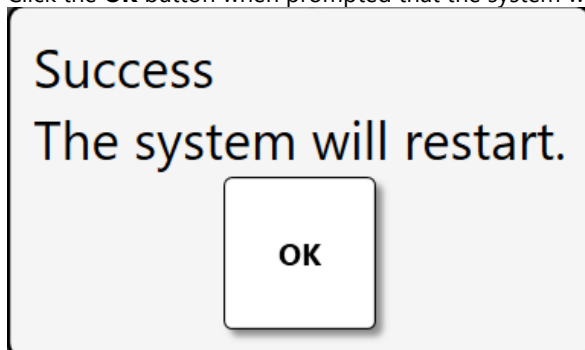 Click the OK button when prompted that the system w
Success
The system will restart.
OK